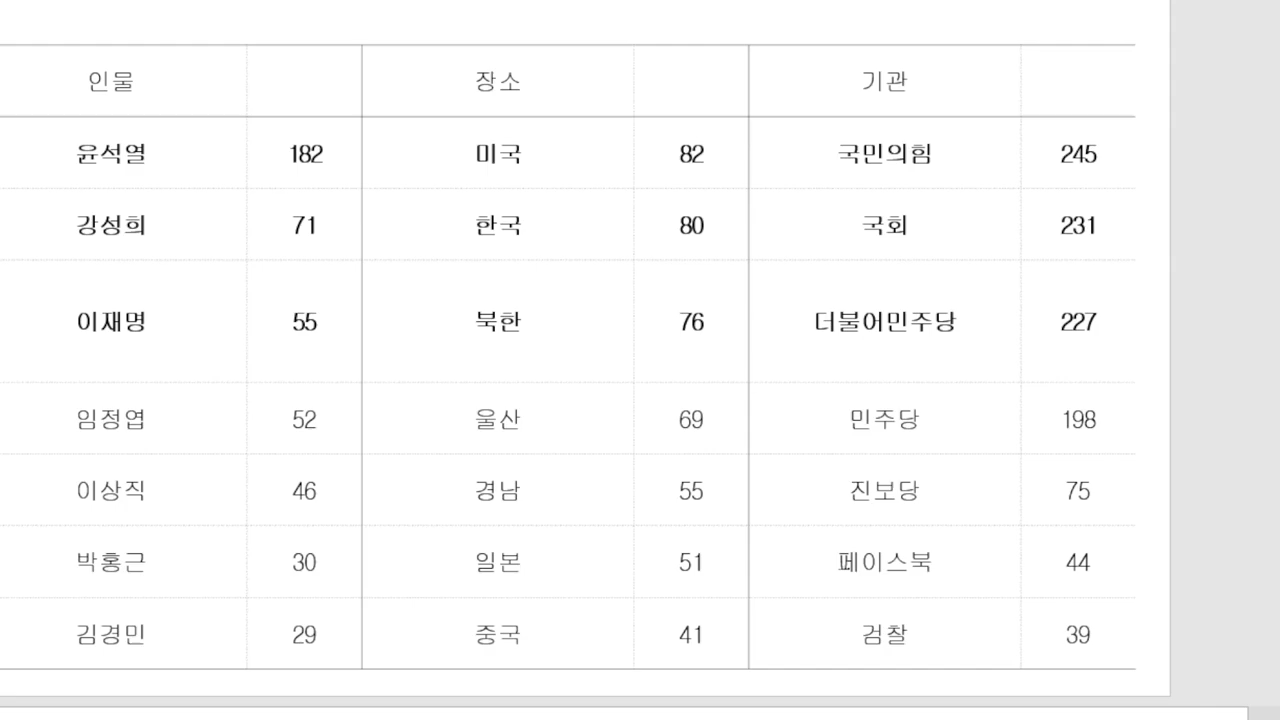 인물 장소 기관
윤석열 182 미국 82 국민의힘 245
강성희 71 한국 80 국회 231
이재명 55 북한 76 더불어민주당 227
임정엽 52 울산 69 민주당 198
이상직 46 경남 55 진보당 75
박홍근 30 일본 51 페이스북 44
김경민 29 중국 41 검찰 39